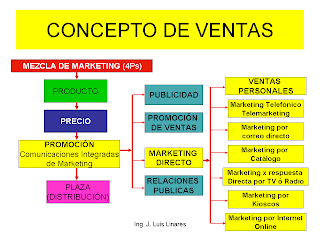 CONCEPTO DE VENTAS
MEZCLA DE MARKETING (4Ps)
PRODUCTO
PRECIO
PROMOCIÓN
Comunicaciones Integradas
de Marketing
PLAZA
(DISTRIBUCIÓN)
PUBLICIDAD
PROMOCIÓN
DE VENTAS
MARKETING
DIRECTO
RELACIONES
PUBLICAS
VENTAS
PERSONALES
Marketing Telefónico
Telemarketing
Marketing por
correo directo
Marketing por
Catálogo
Marketing x respuesta
Directa por TV ó Radio
Marketing por
Kioscos
Marketing por Internet
Online
Ing. J. Luis Linares